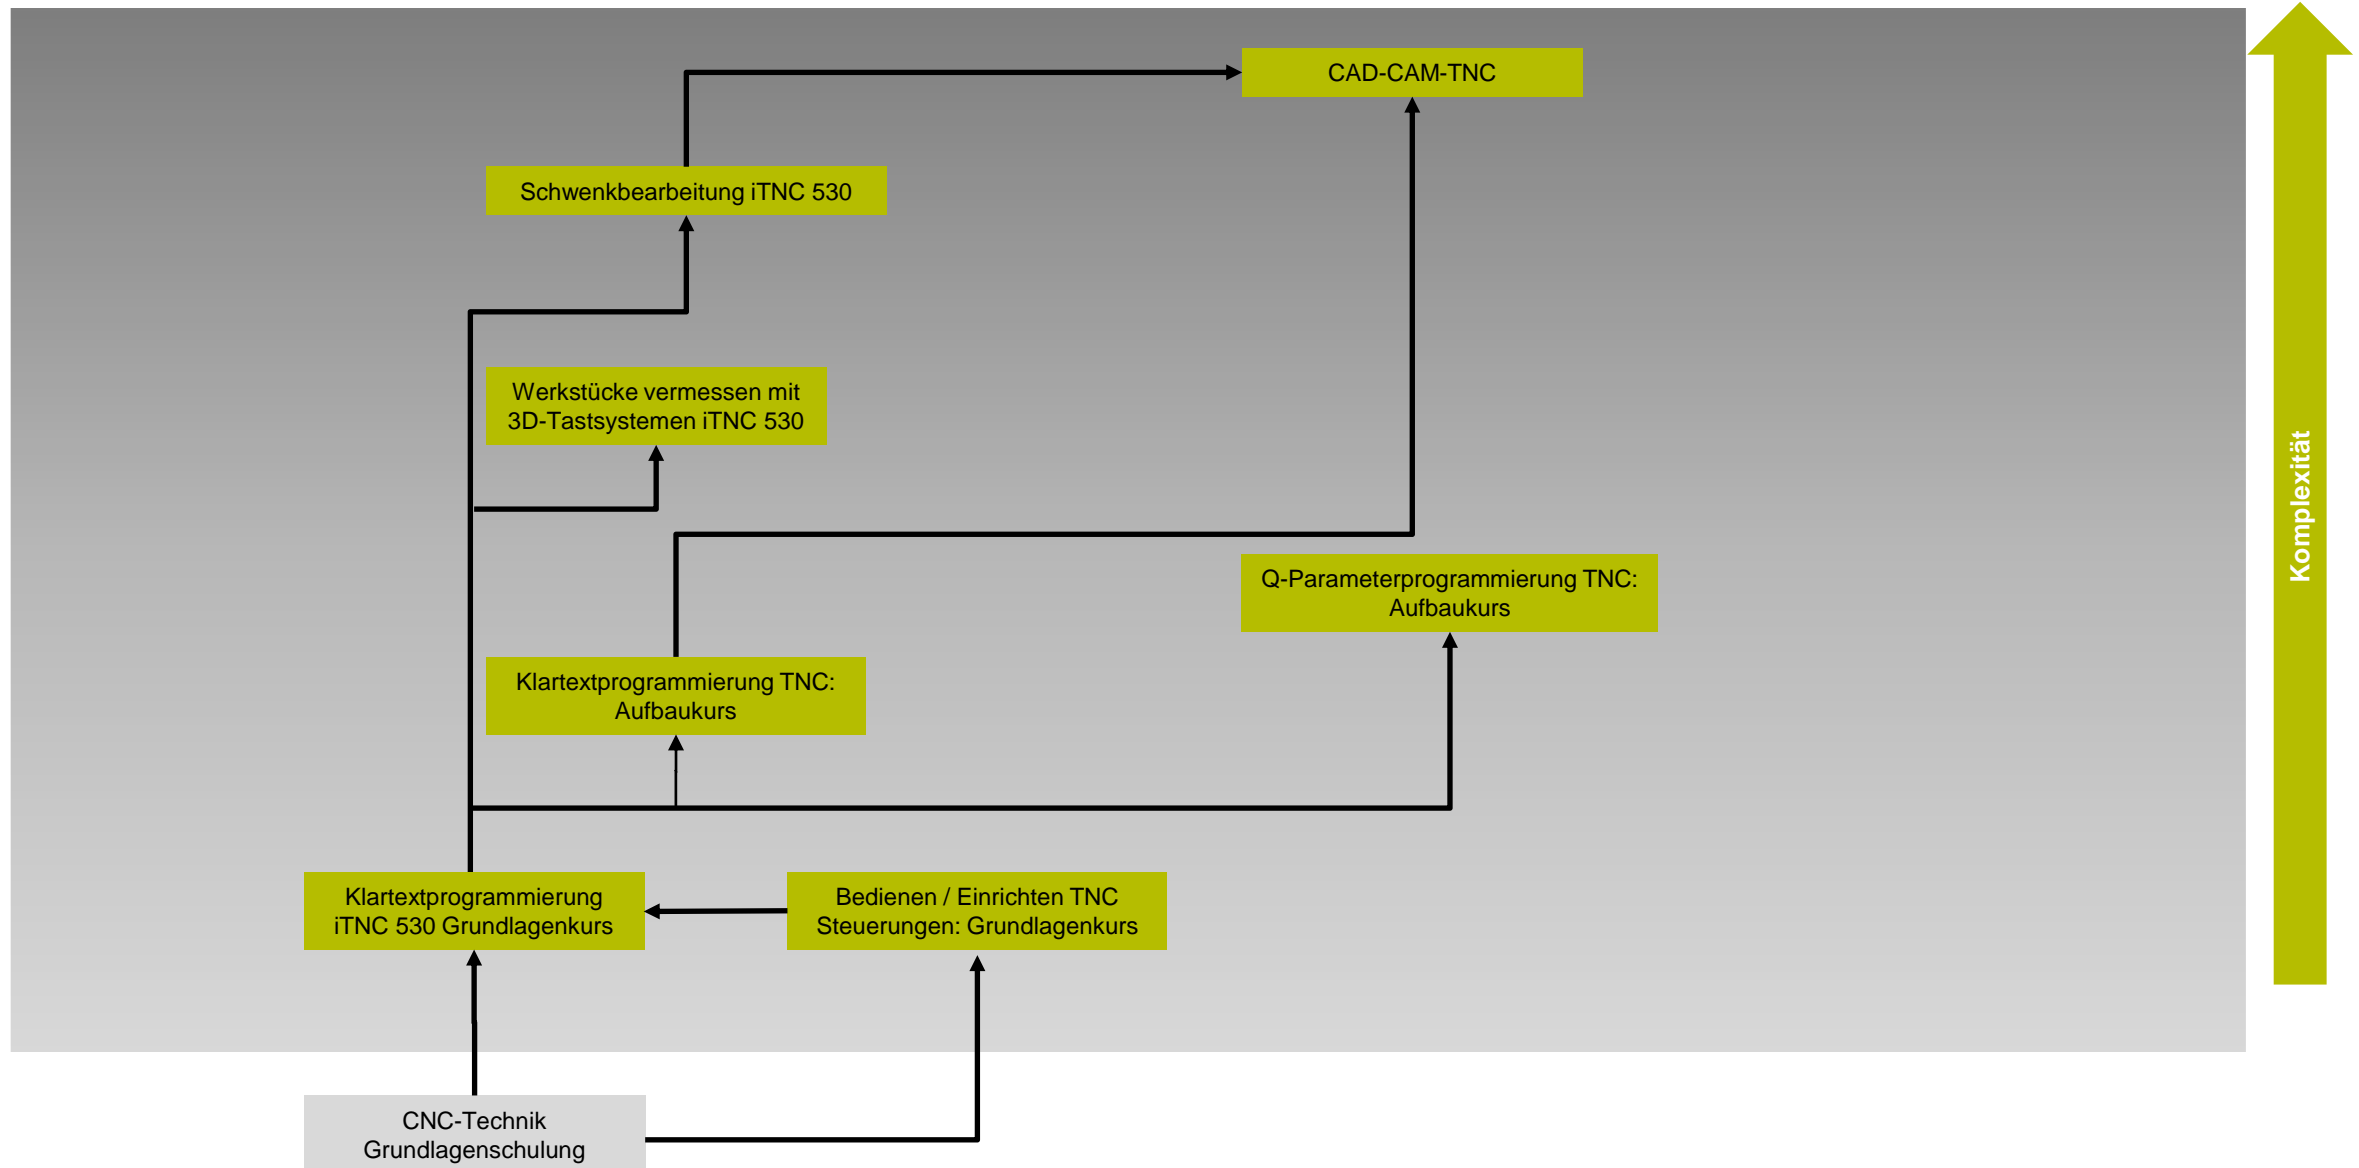 CAD-CAM-TNC
Schwenkbearbeitung iTNC 530
Werkstücke vermessen mit
3D-Tastsystemen iTNC 530
Komplexität
Q-Parameterprogrammierung TNC:
Aufbaukurs
Klartextprogrammierung TNC:
Aufbaukurs
Klartextprogrammierung
iTNC 530 Grundlagenkurs
Bedienen / Einrichten TNC
Steuerungen: Grundlagenkurs
CNC-Technik
Grundlagenschulung